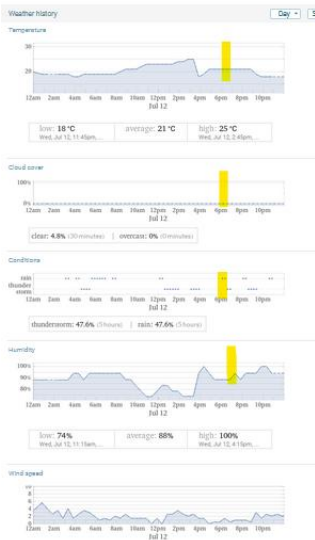 Weather history
Day
Temperature
30
20
12am 2am 4am 6am 8am 10am 12pm 2pm 4pm 6pm 8pm 10pm
Jul 12
low: 18 °C average: 21 °C high: 25 °C
Wed, Jul 12, 11:45pm, ... Wed, Jul 12, 2:45pm, ...
Cloud cover
100%
0%
12am 2am 4am 6am 8am 10am 12pm 2pm 4pm 6pm 8pm 10pm
Jul 12
clear: 4.8% (30 minutes) | overcast: 0% (0 minutes)
Conditions
rain
thunder
storm
12am 2am 4am 6am 8am 10am 12pm 2pm 4pm 6pm 8pm 10pm
Jul 12
thunderstorm: 47.6% (5 hours) | rain: 47.6% (5 hours)
Humidity
100%
90%
80%
12am 2am 4am 6am 8am 10am 12pm 2pm 4pm 6pm 8pm 10pm
Jul 12
low: 74% average: 88% high: 100%
Wed, Jul 12, 11:15am, ... Wed, Jul 12, 4:15pm, ...
Wind speed
10
8
6
4
2
0
12am 2am 4am 6am 8am 10am 12pm 2pm 4pm 6pm 8pm 10pm
Jul 12